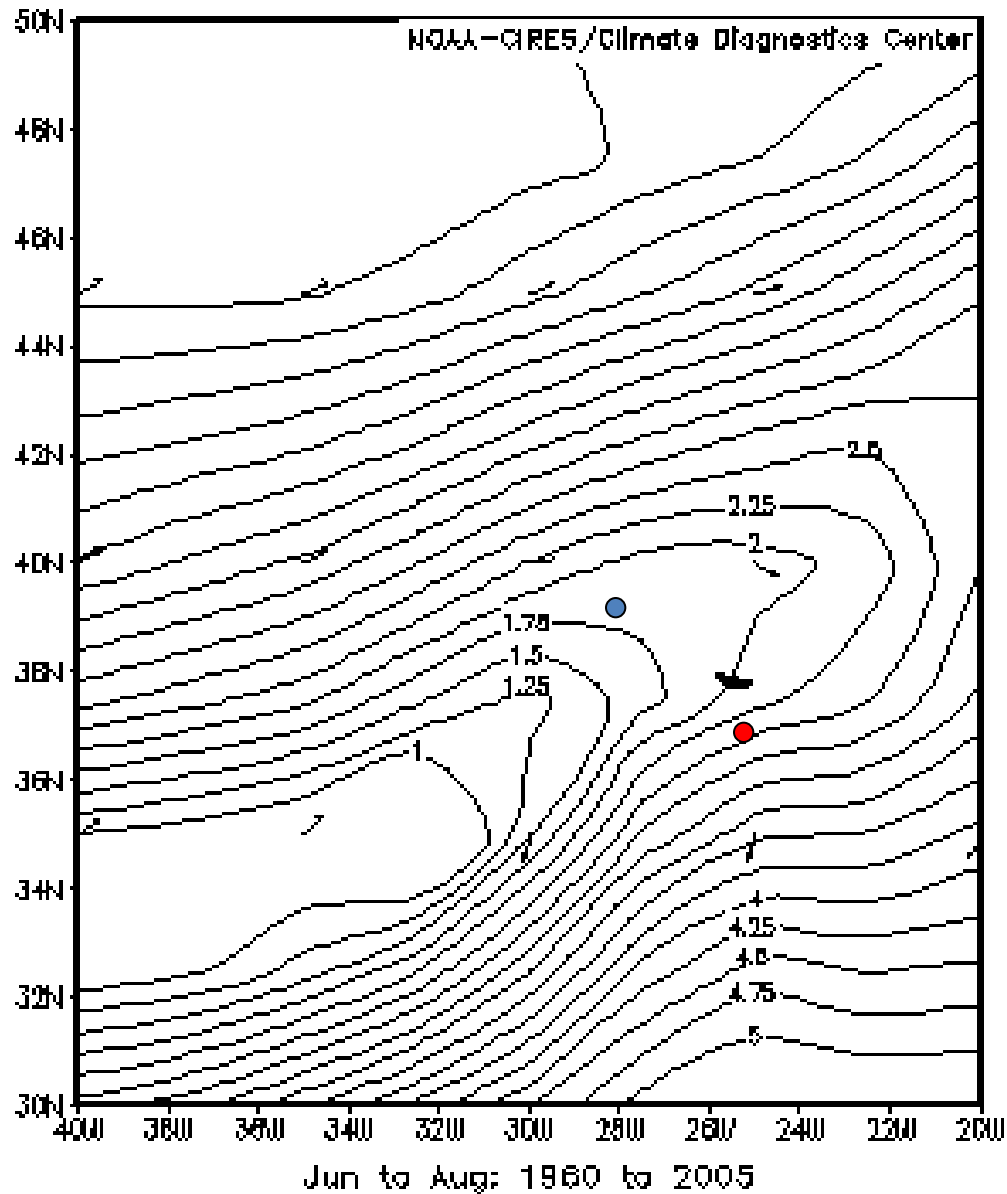 50N
NOAA-CIRES/Climate Diagnostics Center
48N
46N
44N
42N
2.5
2.25
40N
2
1.75
38N
1.5
1.25
36N
1
34N
4
4.25
4.5
32N
4.75
5
30N
40W 38W 36W 34W 32W 30W 28W 26W 24W 22W 20W
Jun to Aug: 1960 to 2005